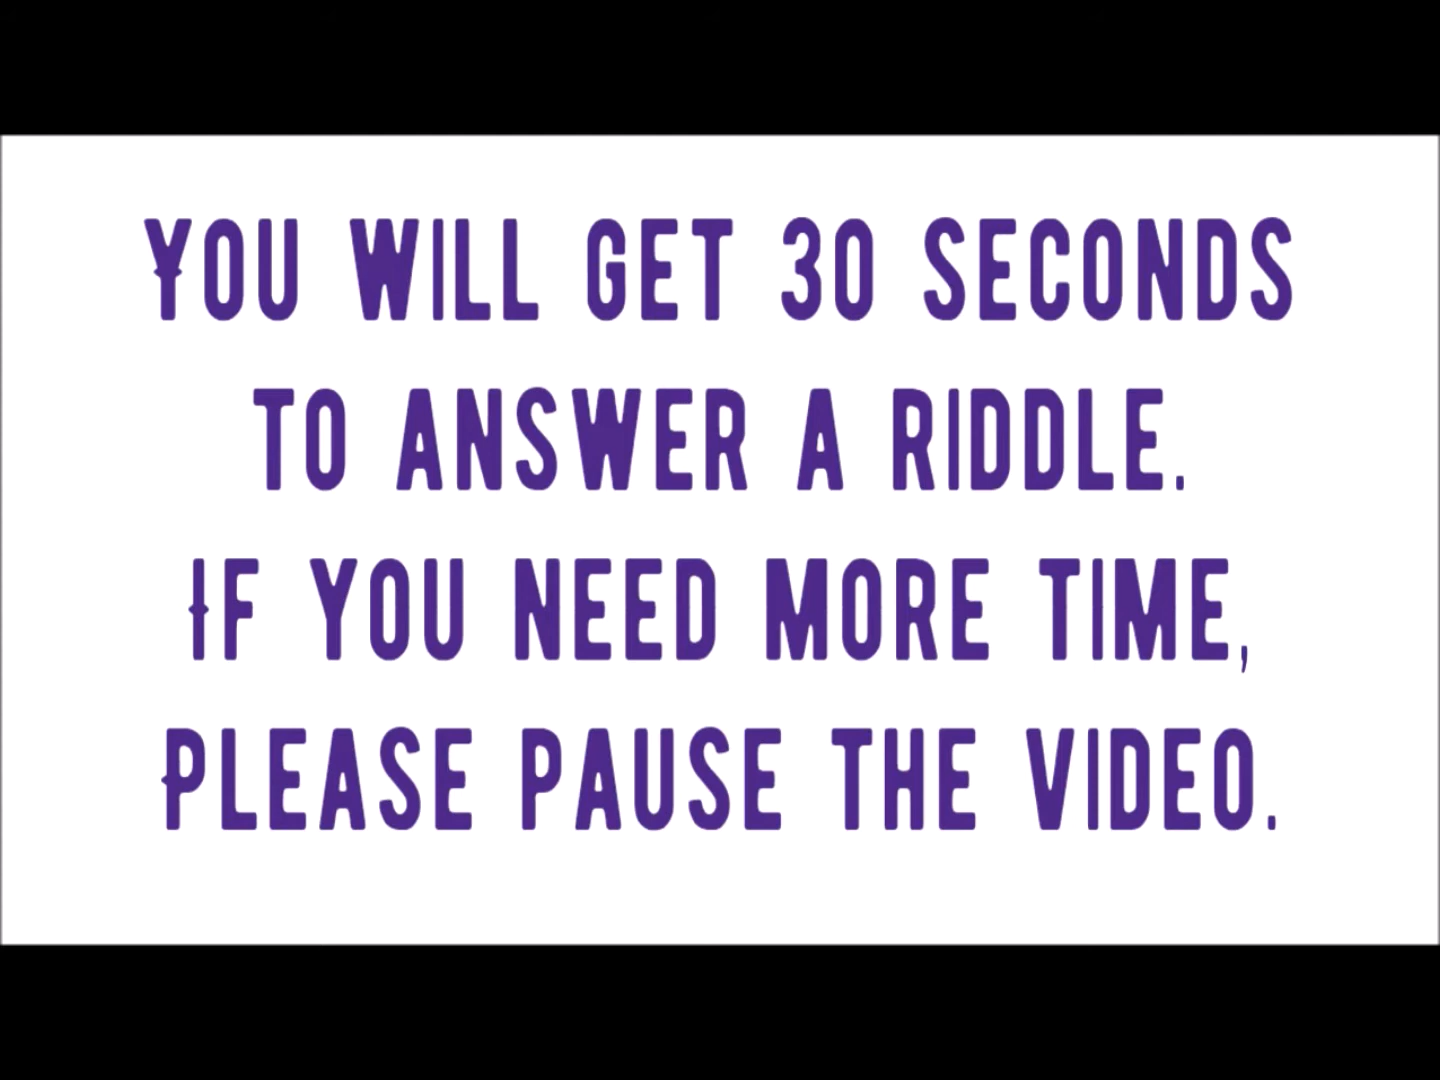 YOU WILL GET 30 SECONDS
TO ANSWER A RIDDLE.
IF YOU NEED MORE TIME,
PLEASE PAUSE THE VIDEO.